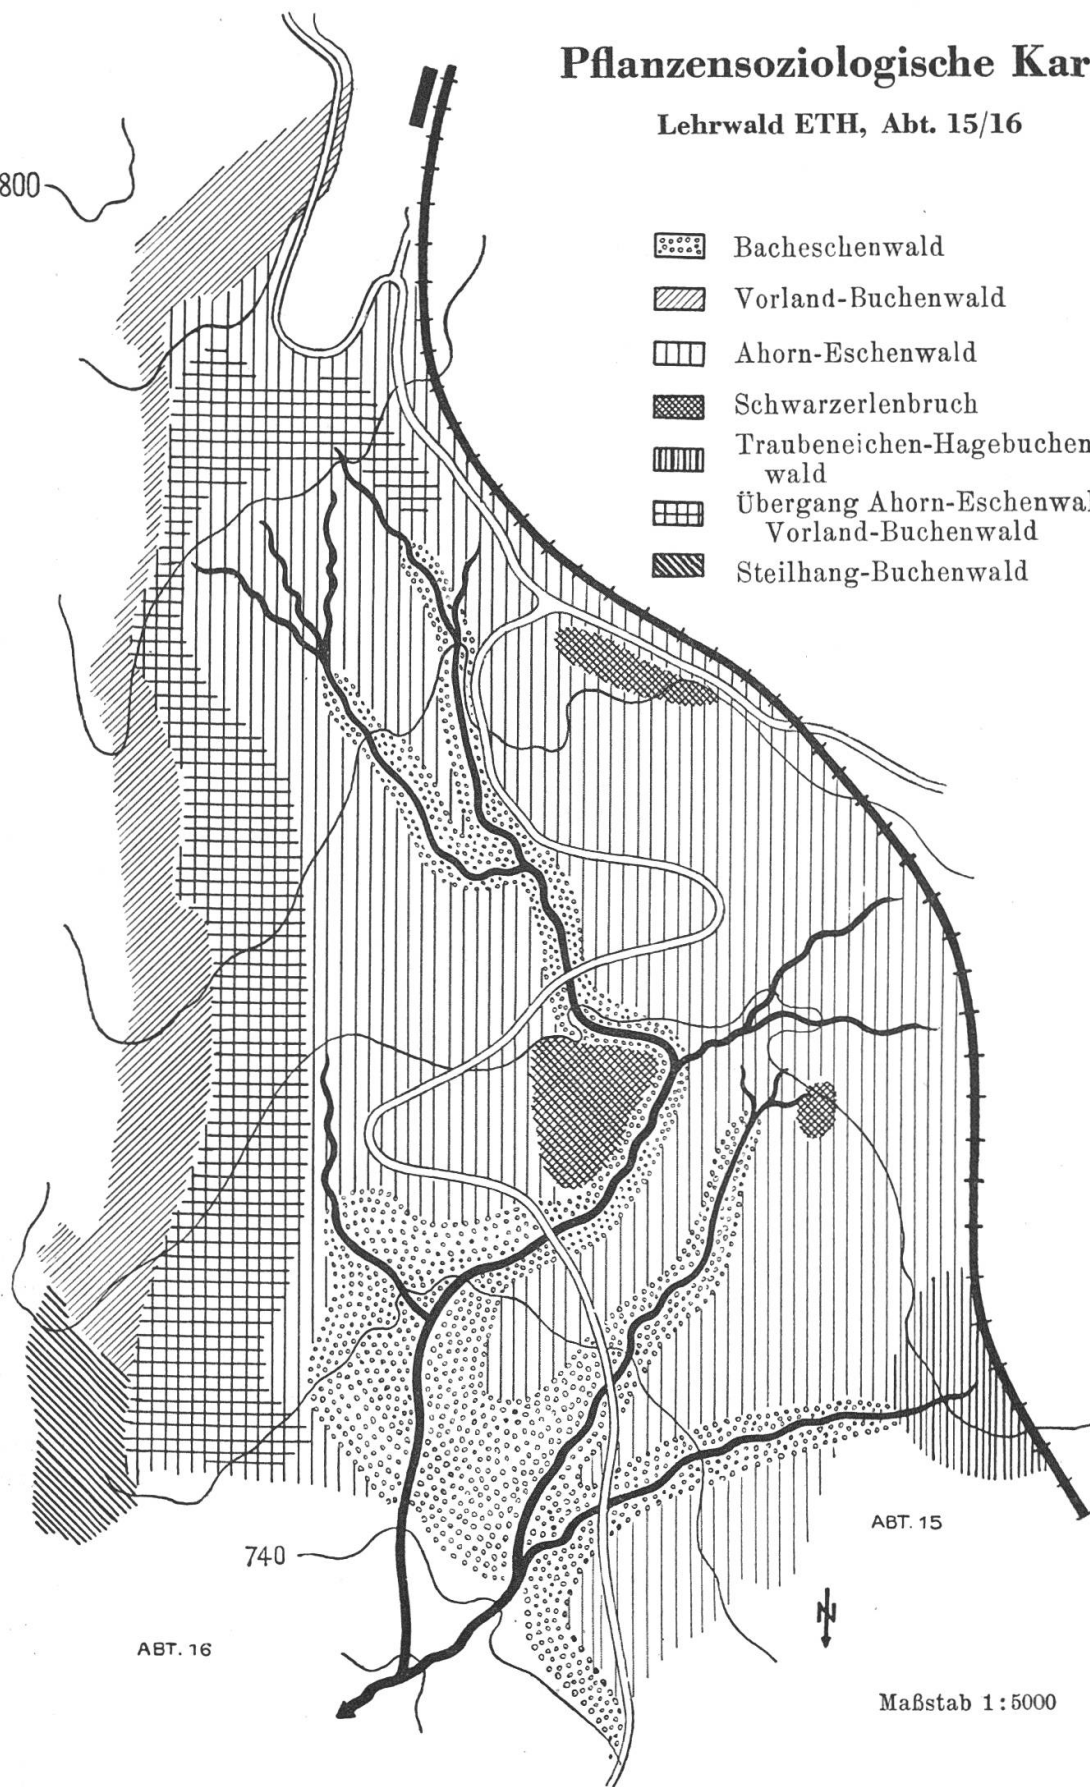 Pflanzensoziologische Kar
Lehrwald ETH, Abt. 15/16
800
Bacheschenwald
Vorland-Buchenwald
Ahorn-Eschenwald
Schwarzerlenbruch
Traubeneichen-Hagebuchen
wald
Übergang Ahorn-Eschenwal
Vorland-Buchenwald
Steilhang-Buchenwald
ABT. 15
740
N
ABT. 16
Maßstab 1:5000